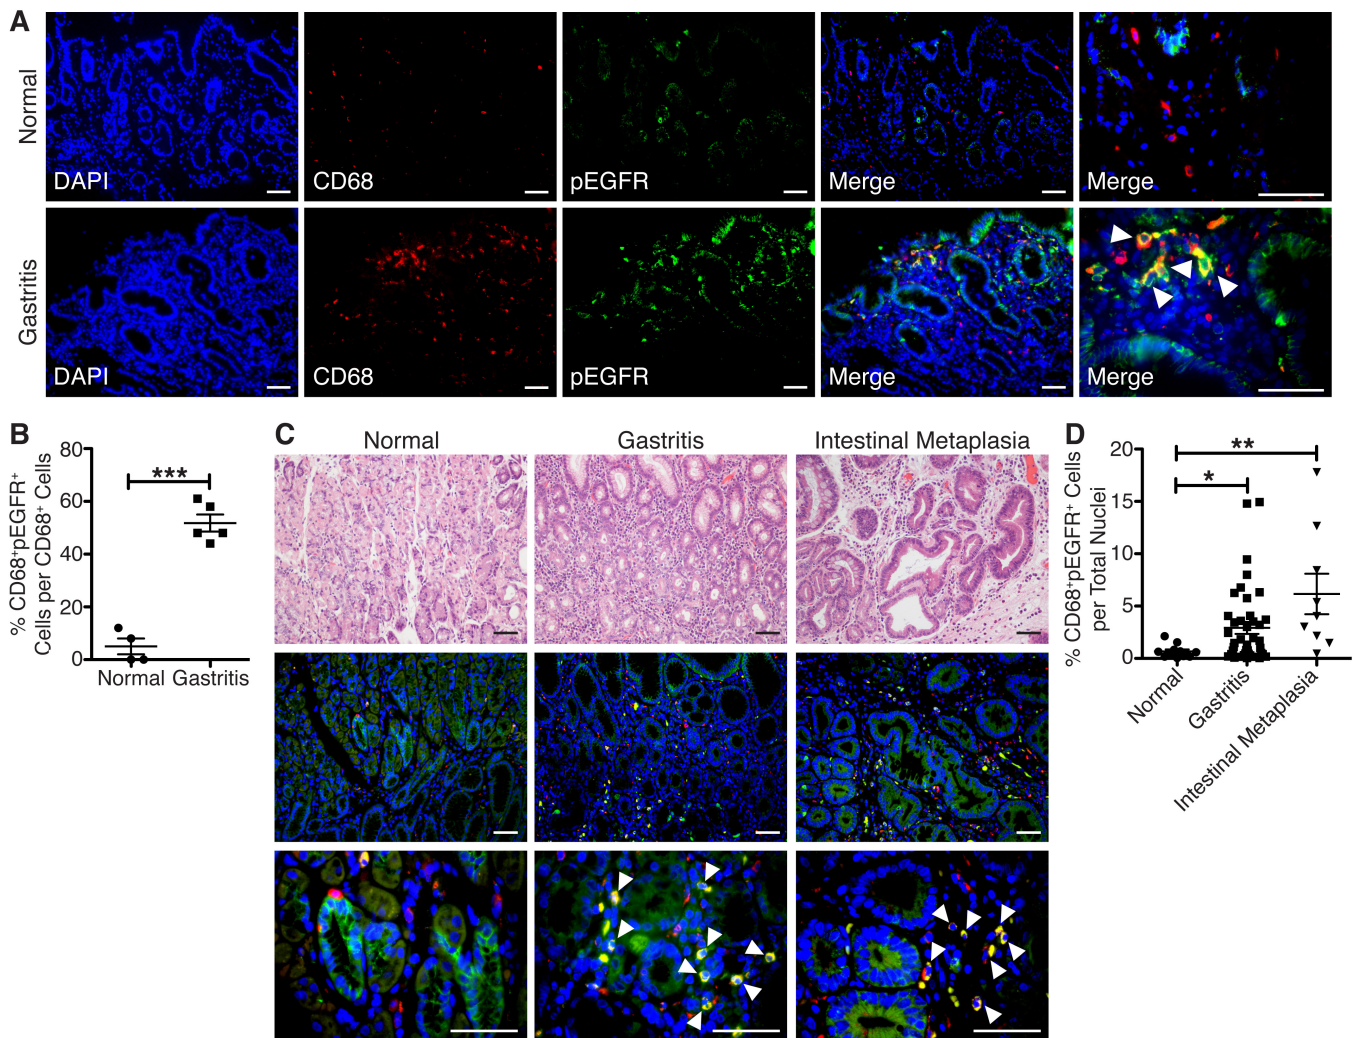 A
Normal
DAPI
CD68
pEGFR
Merge
Merge
Gastritis
DAPI
CD68
pEGFR
Merge
Merge
B
% CD68⁺pEGFR⁺
Cells per CD68⁺ Cells
80
60
40
20
0
***
Normal Gastritis
C
Normal
Gastritis
Intestinal Metaplasia
D
% CD68⁺pEGFR⁺ Cells
per Total Nuclei
20
15
10
5
0
**
*
Normal
Gastritis
Intestinal Metaplasia